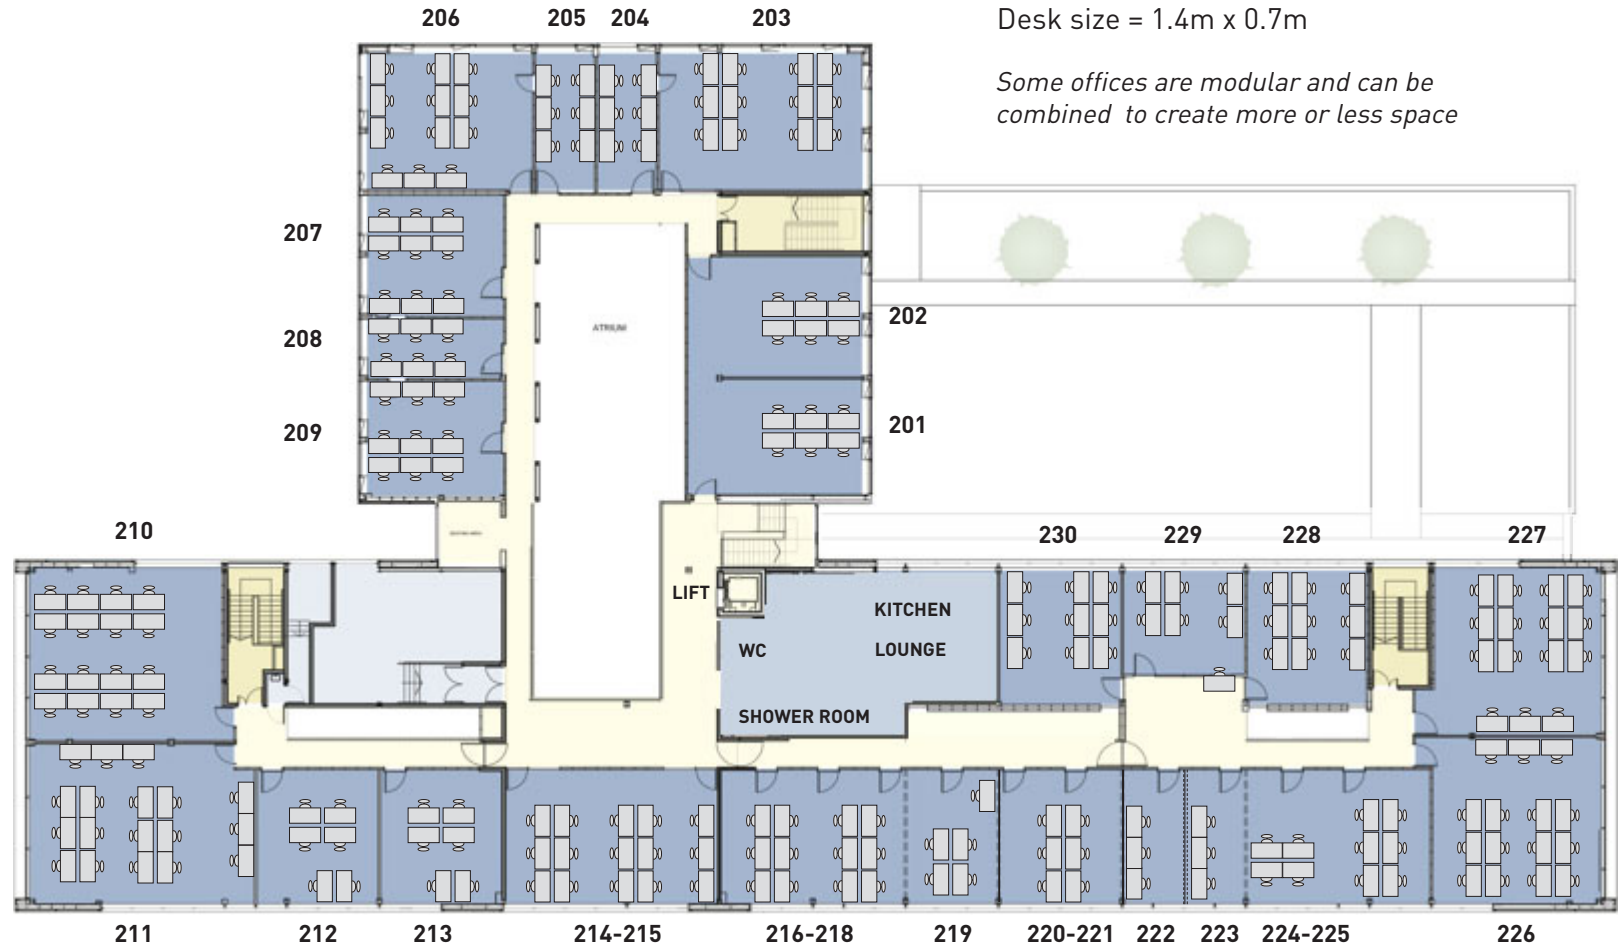 206 205 204 203
Desk size = 1.4m x 0.7m
Some offices are modular and can be
combined to create more or less space
207
202
ATRIUM
208
201
209
210
230 229 228 227
LIFT
KITCHEN
WC LOUNGE
SHOWER ROOM
211 212 213 214-215 216-218 219 220-221 222 223 224-225 226